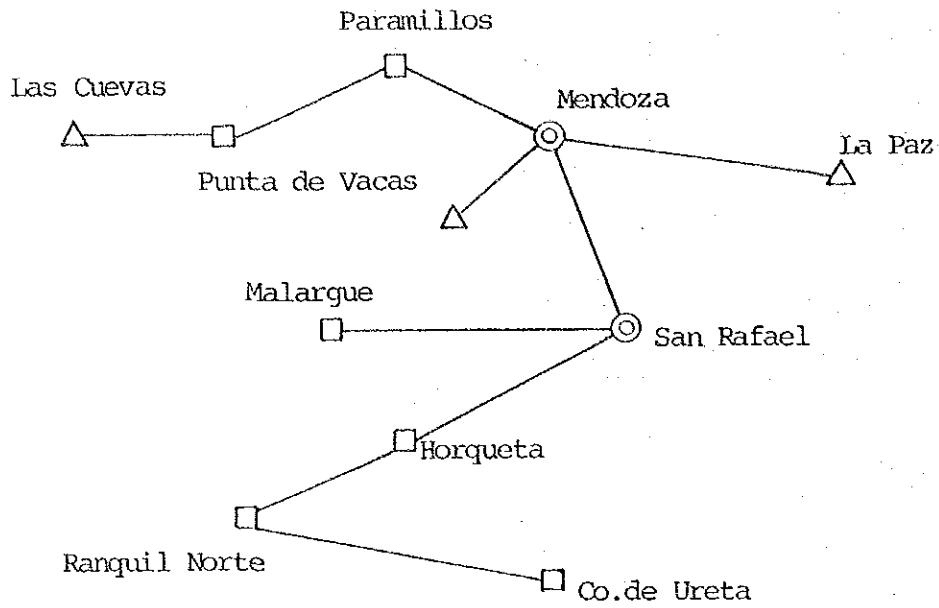 Paramillos
Las Cuevas
Mendoza
La Paz
Punta de Vacas
Malargue
San Rafael
Horqueta
Ranquil Norte
Co.de Ureta